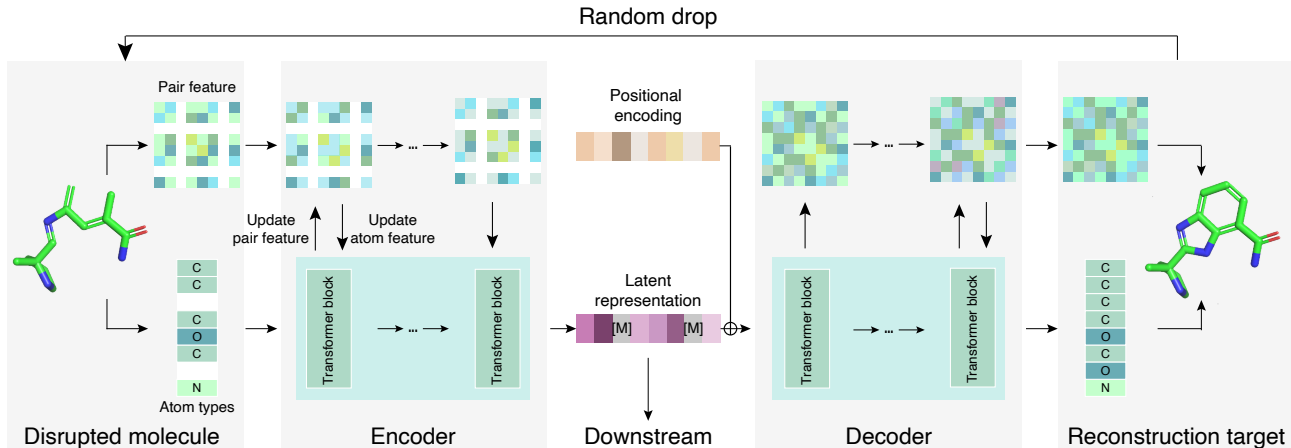 Random drop
Pair feature
Positional
encoding
...
...
Update
pair feature
Update
atom feature
C
C
C
O
C
N
Atom types
Transformer block
...
Transformer block
Latent
representation
[M]
[M]
Transformer block
...
Transformer block
C
C
C
C
O
C
O
N
Disrupted molecule
Encoder
Downstream
Decoder
Reconstruction target